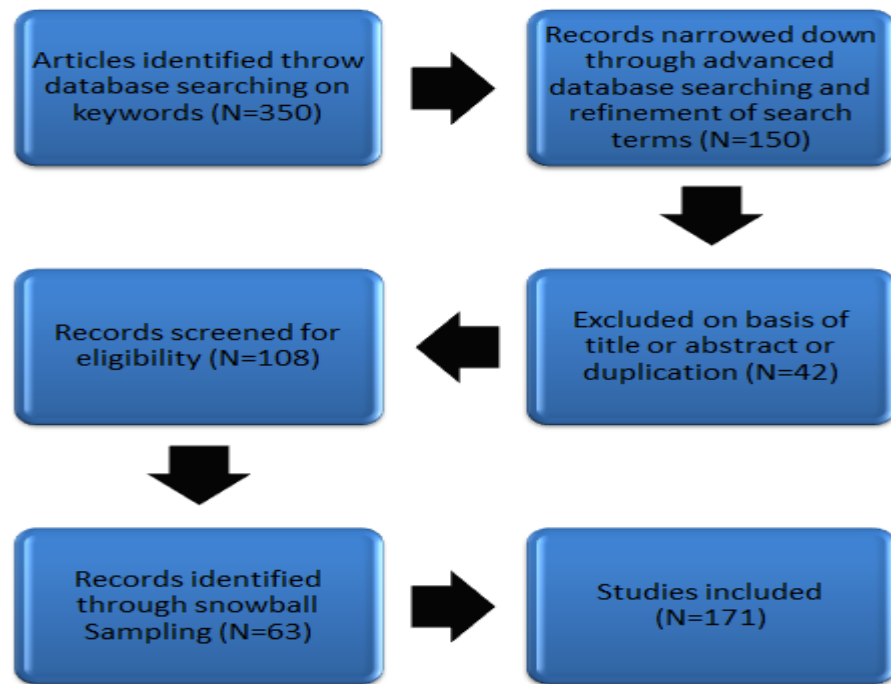 Articles identified throw
database searching on
keywords (N=350)
Records narrowed down
through advanced
database searching and
refinement of search
terms (N=150)
Excluded on basis of
title or abstract or
duplication (N=42)
Records screened for
eligibility (N=108)
Records identified
through snowball
Sampling (N=63)
Studies included
(N=171)